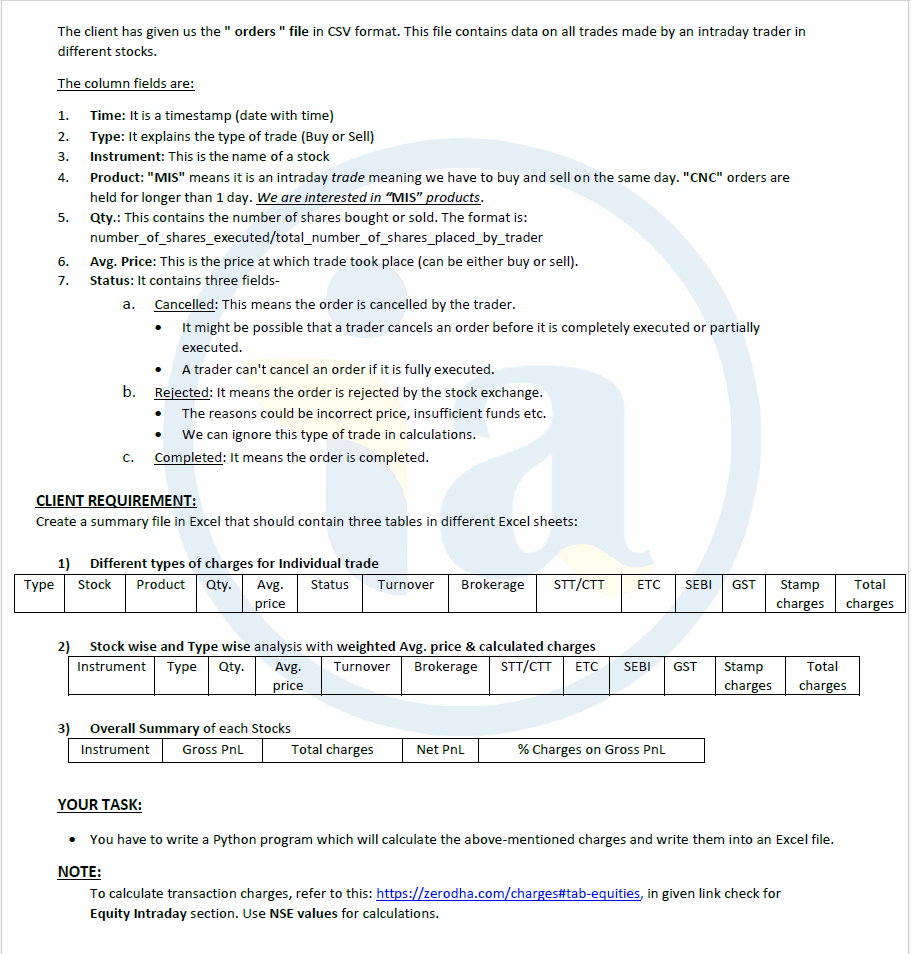 The client has given us the " orders " file in CSV format. This file contains data on all trades made by an intraday trader in
different stocks.
The column fields are:
1. Time: It is a timestamp (date with time)
2. Type: It explains the type of trade (Buy or Sell)
3. Instrument: This is the name of a stock
4. Product: "MIS" means it is an intraday trade meaning we have to buy and sell on the same day. "CNC" orders are
held for longer than 1 day. We are interested in “MIS” products.
5. Qty.: This contains the number of shares bought or sold. The format is:
number_of_shares_executed/total_number_of_shares_placed_by_trader
6. Avg. Price: This is the price at which trade took place (can be either buy or sell).
7. Status: It contains three fields-
a. Cancelled: This means the order is cancelled by the trader.
• It might be possible that a trader cancels an order before it is completely executed or partially
executed.
• A trader can't cancel an order if it is fully executed.
b. Rejected: It means the order is rejected by the stock exchange.
• The reasons could be incorrect price, insufficient funds etc.
• We can ignore this type of trade in calculations.
c. Completed: It means the order is completed.
CLIENT REQUIREMENT:
Create a summary file in Excel that should contain three tables in different Excel sheets:
1) Different types of charges for Individual trade
Type Stock Product Qty. Avg. Status Turnover Brokerage STT/CTT ETC SEBI GST Stamp Total
price charges charges
2) Stock wise and Type wise analysis with weighted Avg. price & calculated charges
Instrument Type Qty. Avg. Turnover Brokerage STT/CTT ETC SEBI GST Stamp Total
price charges charges
3) Overall Summary of each Stocks
Instrument Gross PnL Total charges Net PnL % Charges on Gross PnL
YOUR TASK:
• You have to write a Python program which will calculate the above-mentioned charges and write them into an Excel file.
NOTE:
To calculate transaction charges, refer to this: https://zerodha.com/charges#tab-equities, in given link check for
Equity Intraday section. Use NSE values for calculations.
ia